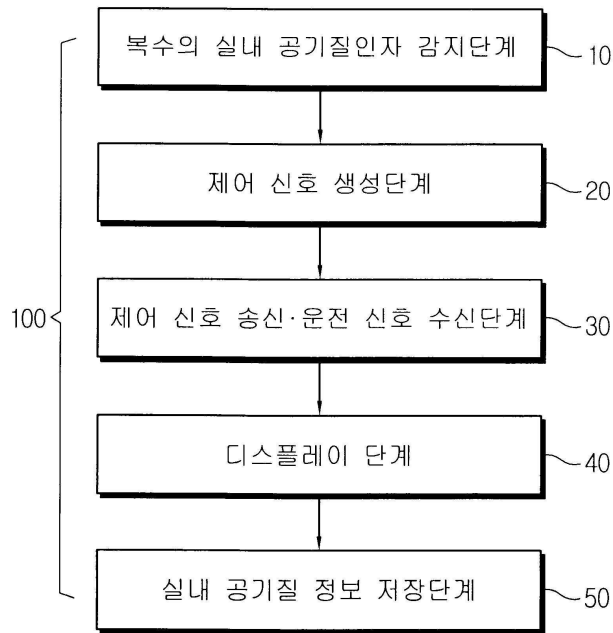 복수의 실내 공기질인자 감지단계
10
제어 신호 생성단계
20
100
제어 신호 송신·운전 신호 수신단계
30
디스플레이 단계
40
실내 공기질 정보 저장단계
50